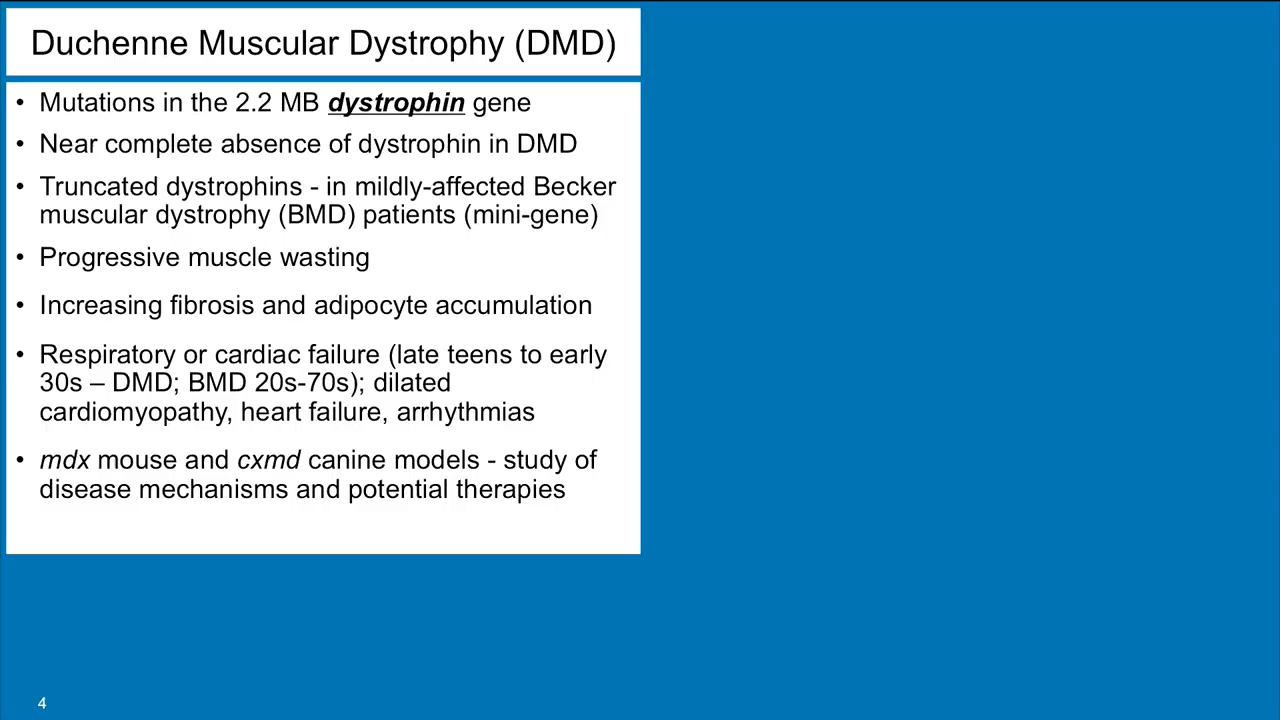 Duchenne Muscular Dystrophy (DMD)
• Mutations in the 2.2 MB dystrophin gene
• Near complete absence of dystrophin in DMD
• Truncated dystrophins - in mildly-affected Becker
muscular dystrophy (BMD) patients (mini-gene)
• Progressive muscle wasting
• Increasing fibrosis and adipocyte accumulation
• Respiratory or cardiac failure (late teens to early
30s – DMD; BMD 20s-70s); dilated
cardiomyopathy, heart failure, arrhythmias
• mdx mouse and cxmd canine models - study of
disease mechanisms and potential therapies
4